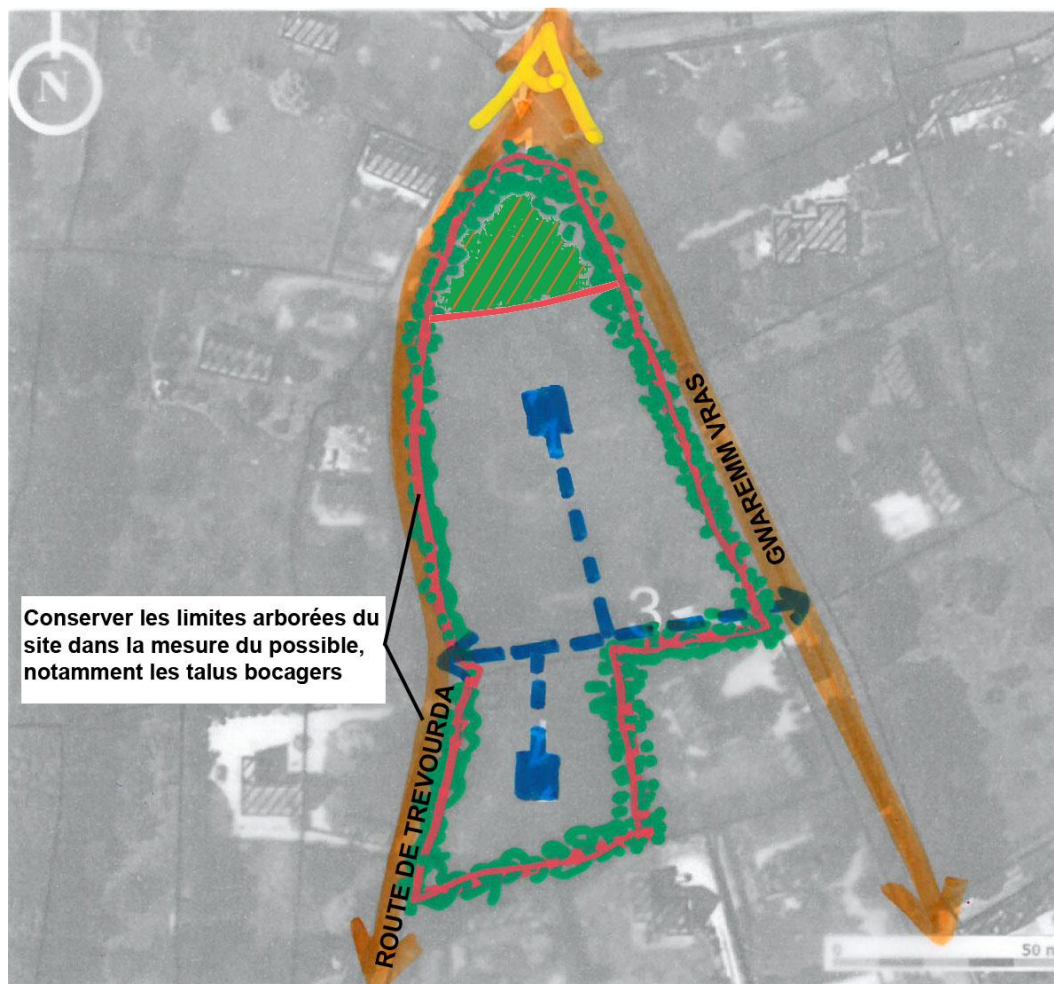 N
GWAREMM VRAS
3
Conserver les limites arborées du
site dans la mesure du possible,
notamment les talus bocagers
ROUTE DE TREVOURDA
0
50 m